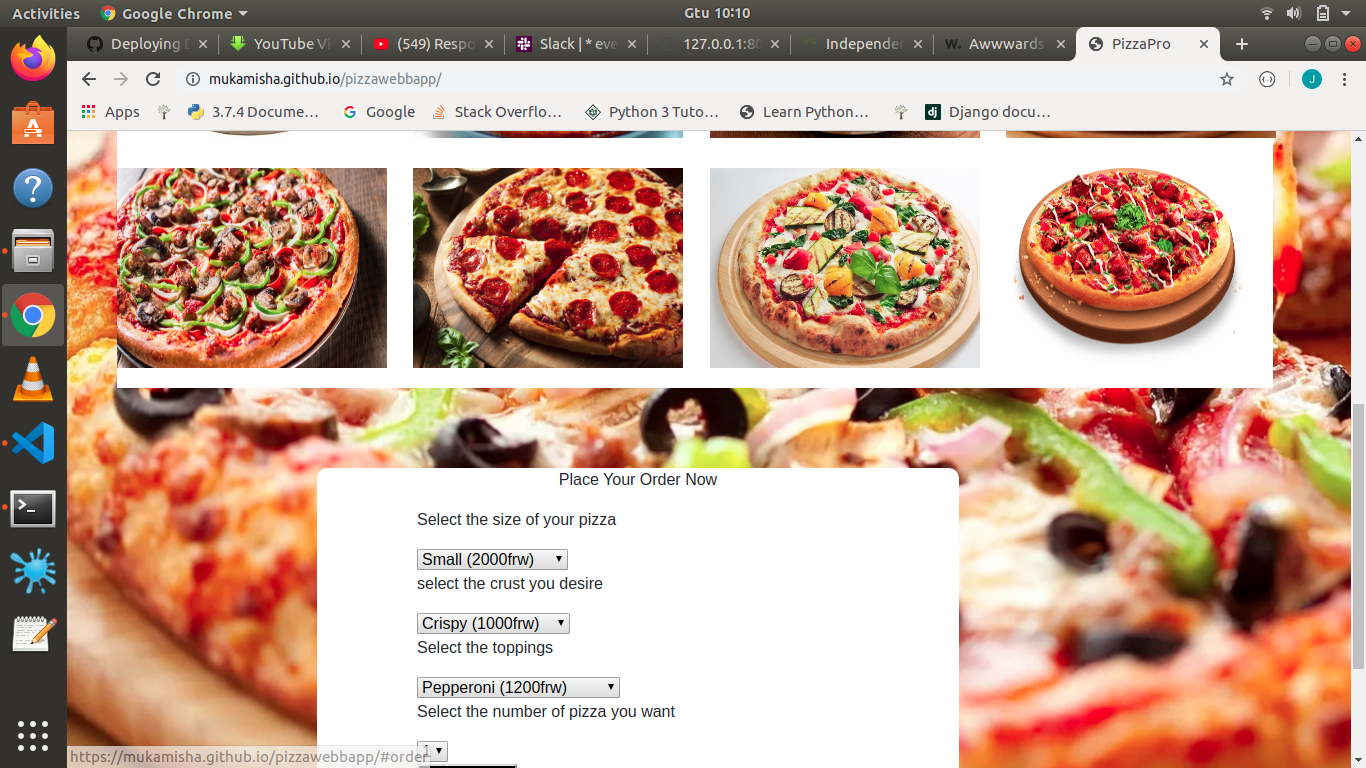 Activities Google Chrome Gtu 10:10
Deploying D YouTube Vi (549) Respo Slack | * eve 127.0.0.1:80 Independen Awwwards PizzaPro
mukamisha.github.io/pizzawebbapp/ J
Apps 3.7.4 Docume… Google Stack Overflo… Python 3 Tuto… Learn Python… Django docu…
Place Your Order Now
Select the size of your pizza
Small (2000frw)
select the crust you desire
Crispy (1000frw)
Select the toppings
Pepperoni (1200frw)
Select the number of pizza you want
1
https://mukamisha.github.io/pizzawebbapp/#order